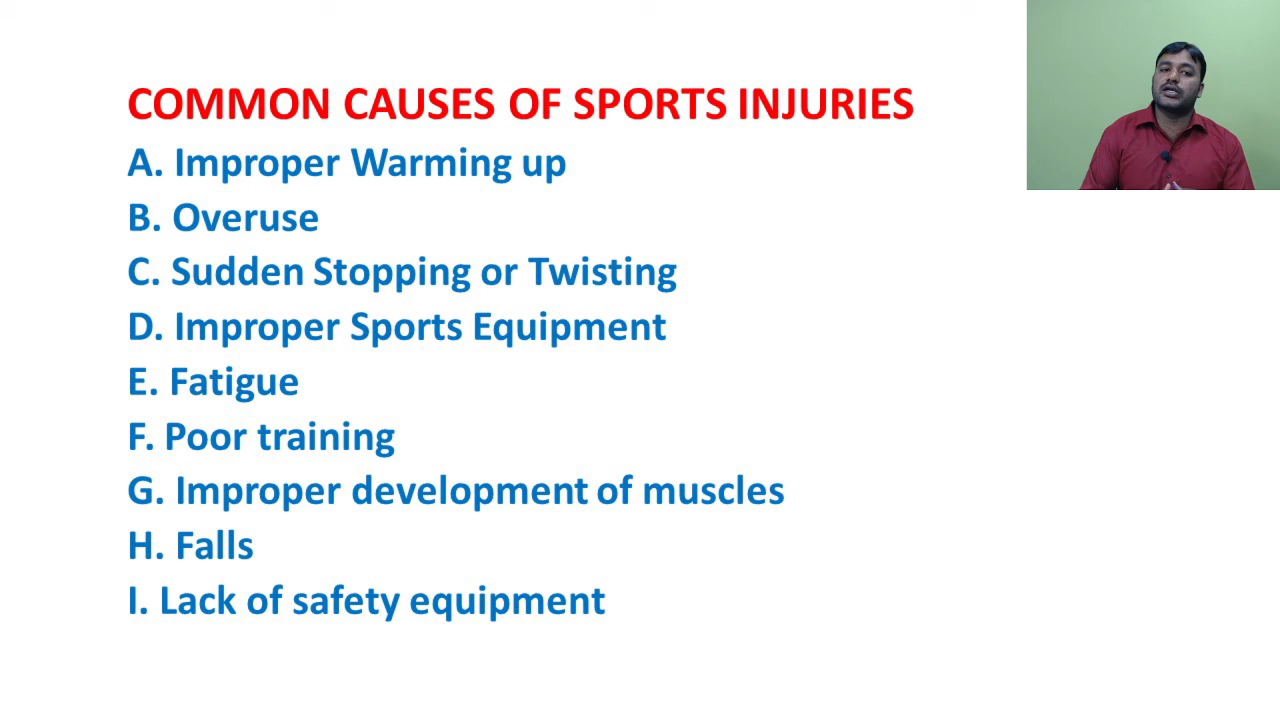 COMMON CAUSES OF SPORTS INJURIES
A. Improper Warming up
B. Overuse
C. Sudden Stopping or Twisting
D. Improper Sports Equipment
E. Fatigue
F. Poor training
G. Improper development of muscles
H. Falls
I. Lack of safety equipment